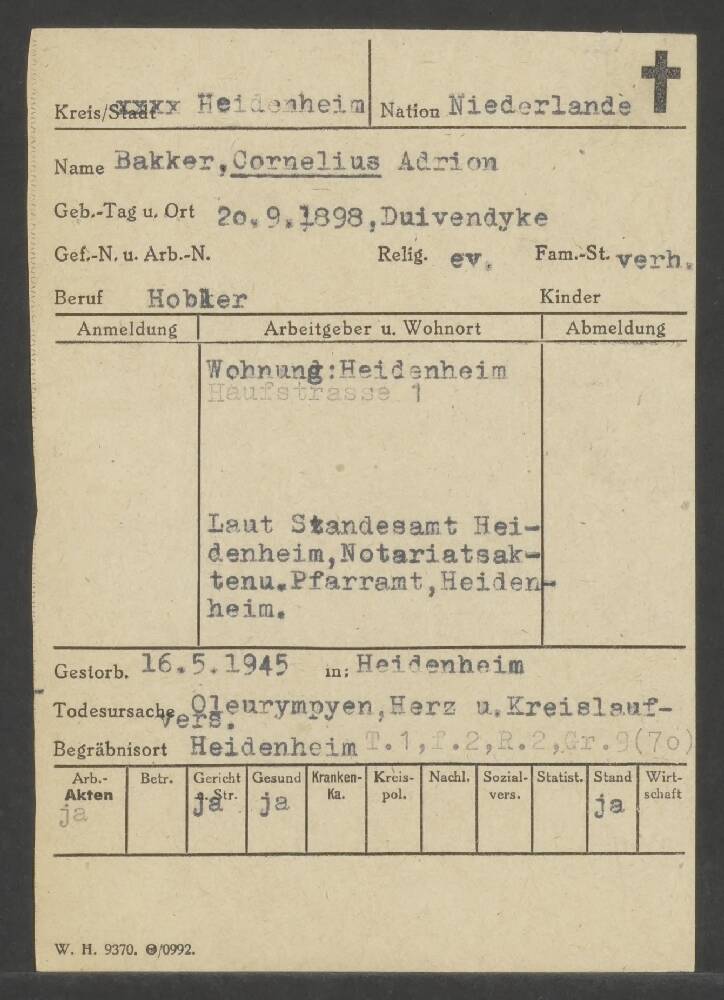 Kreis/Stadt Heidenheim Nation Niederlande
Name Bakker,Cornelius Adrion
Geb.-Tag u. Ort 20.9.1898,Duivendyke
Gef.-N. u. Arb.-N. Relig. ev. Fam.-St. verh.
Beruf Hobler Kinder
Anmeldung Arbeitgeber u. Wohnort Abmeldung
Wohnung:Heidenheim
Haufstrasse 1
Laut Standesamt Hei-
denheim,Notariatsak-
tenu.Pfarramt,Heiden-
heim.
Gestorb. 16.5.1945 in: Heidenheim
Todesursache Oleurympyen,Herz u.Kreislauf-
vers.
Begräbnisort Heidenheim T.1,f.2,R.2,Gr.9(70)
Arb.- Betr. Gericht Gesund Kranken- Kreis- Nachl. Sozial- Statist. Stand Wirt-
Akten Str. Ka. pol. vers. schaft
ja ja ja ja
W. H. 9370. /0992.